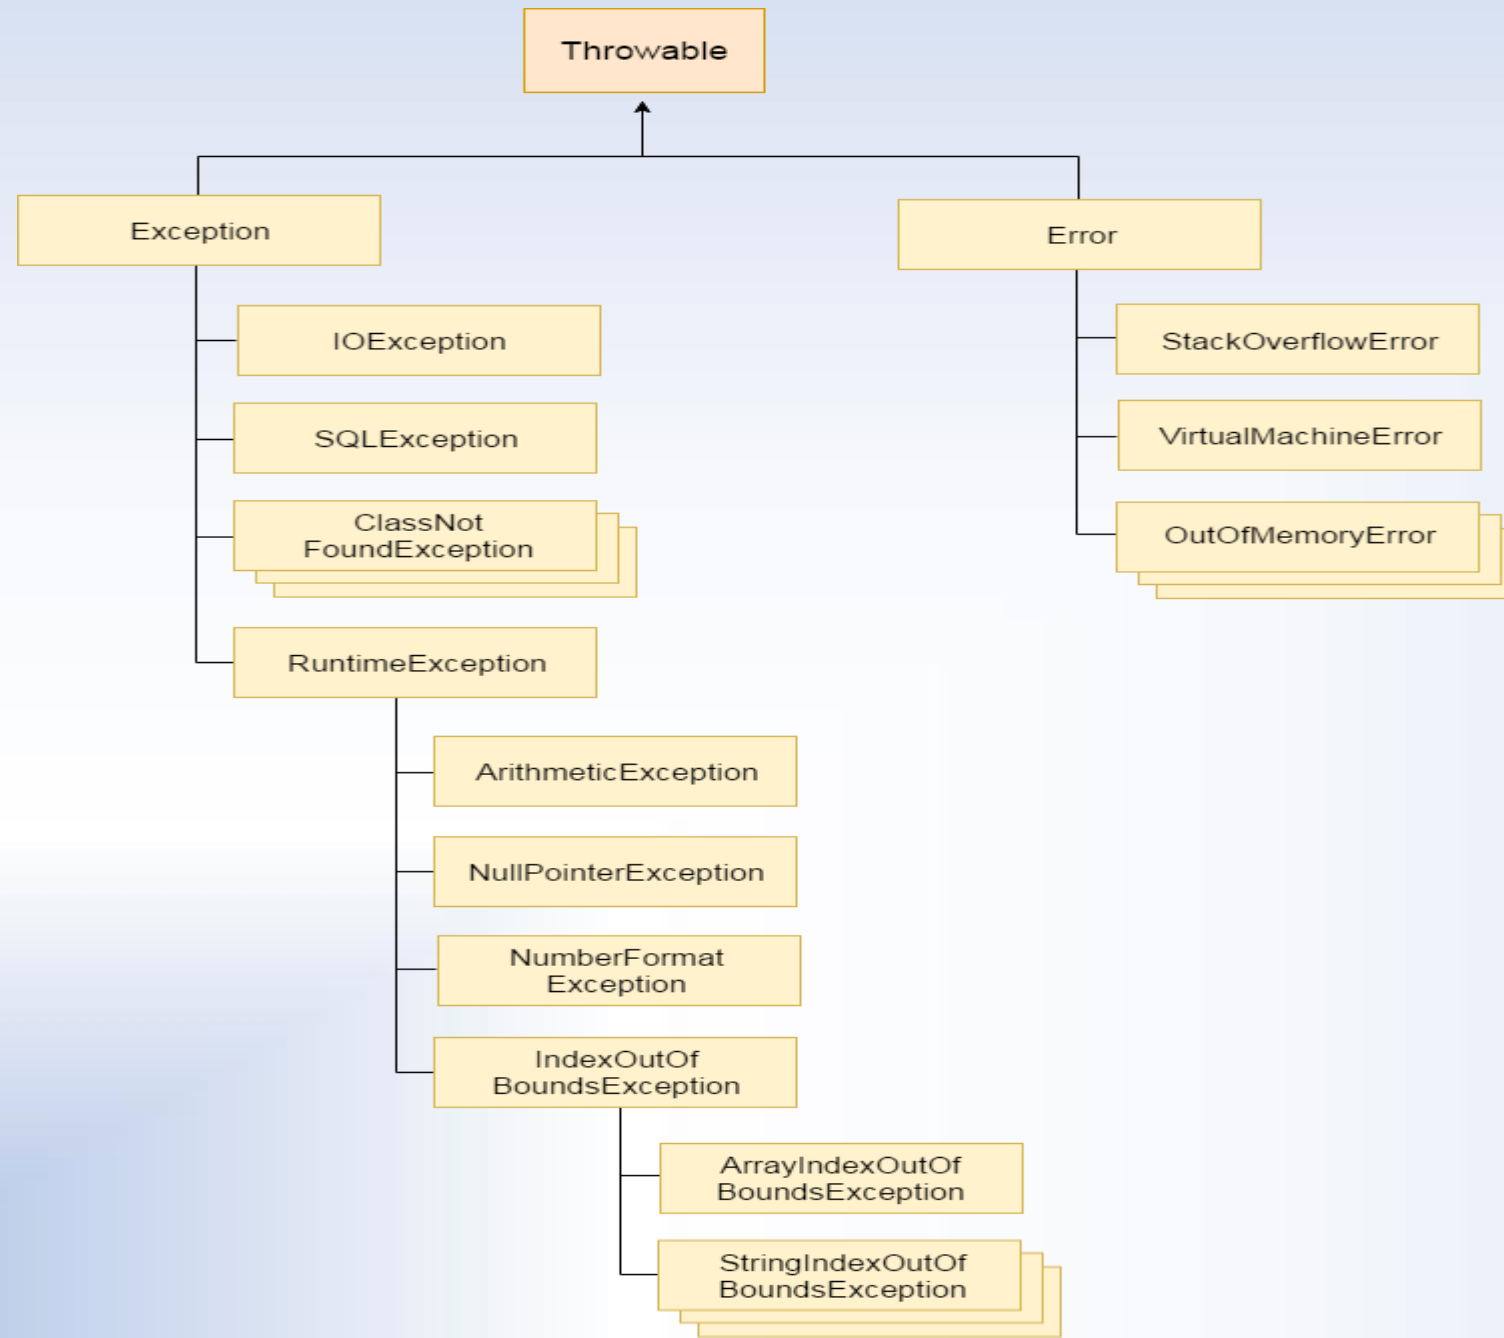 Throwable
Exception
Error
IOException
StackOverflowError
SQLException
VirtualMachineError
ClassNot
FoundException
OutOfMemoryError
RuntimeException
ArithmeticException
NullPointerException
NumberFormat
Exception
IndexOutOf
BoundsException
ArrayIndexOutOf
BoundsException
StringIndexOutOf
BoundsException